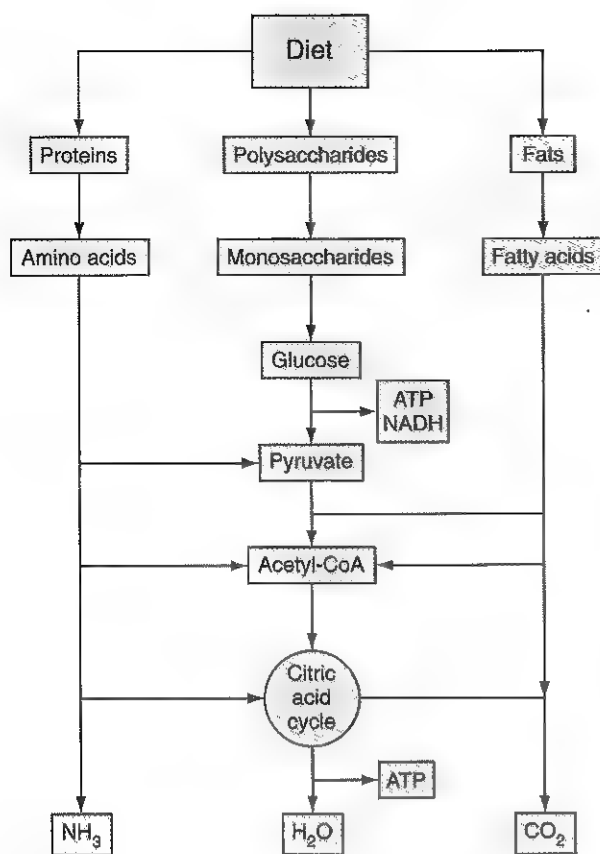 Diet
Proteins
Polysaccharides
Fats
Amino acids
Monosaccharides
Fatty acids
Glucose
ATP
NADH
Pyruvate
Acetyl-CoA
Citric
acid
cycle
ATP
NH₃
H₂O
CO₂